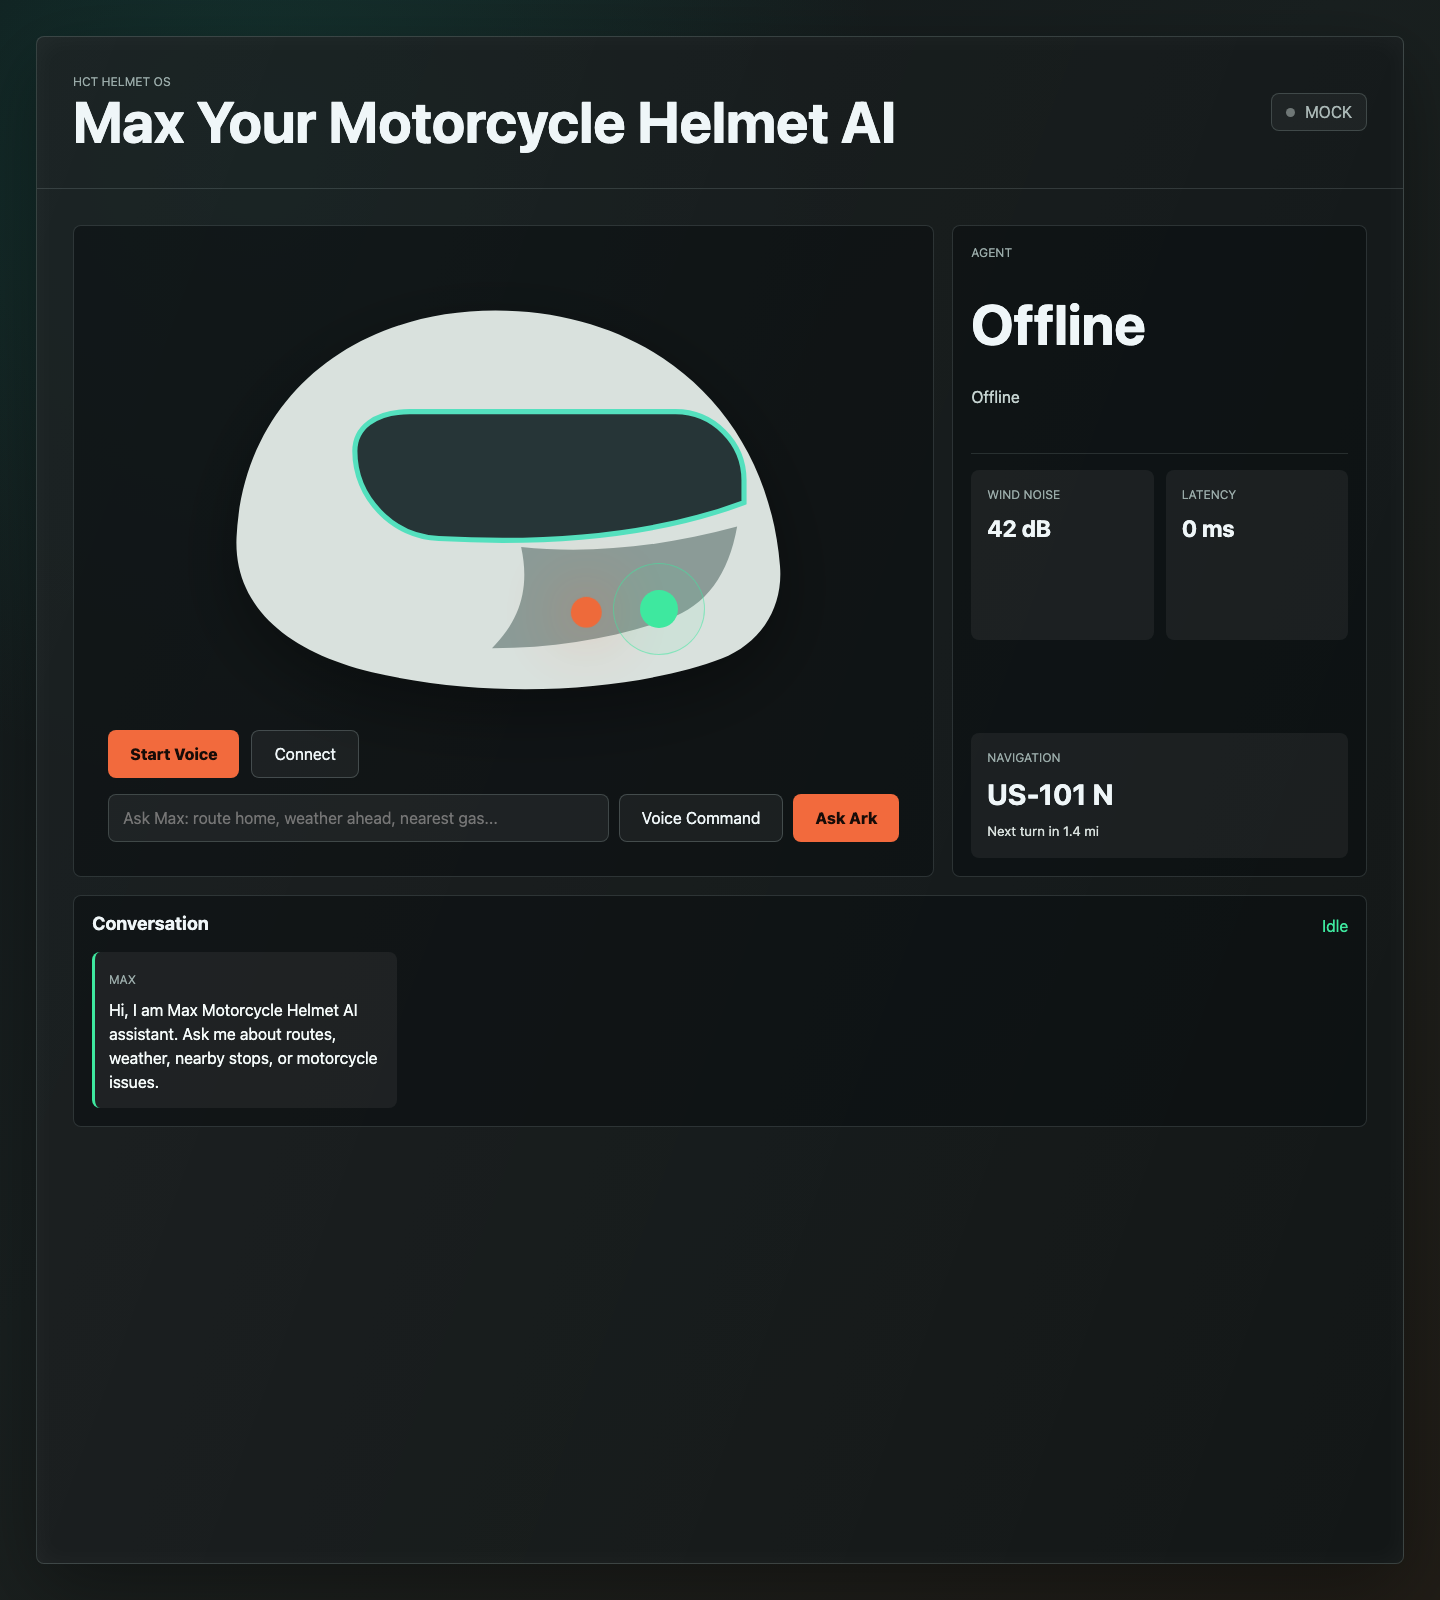 HCT HELMET OS
Max Your Motorcycle Helmet AI
MOCK
AGENT
Offline
Offline
WIND NOISE
42 dB
LATENCY
0 ms
NAVIGATION
US-101 N
Next turn in 1.4 mi
Start Voice
Connect
Ask Max: route home, weather ahead, nearest gas...
Voice Command
Ask Ark
Conversation
Idle
MAX
Hi, I am Max Motorcycle Helmet AI
assistant. Ask me about routes,
weather, nearby stops, or motorcycle
issues.